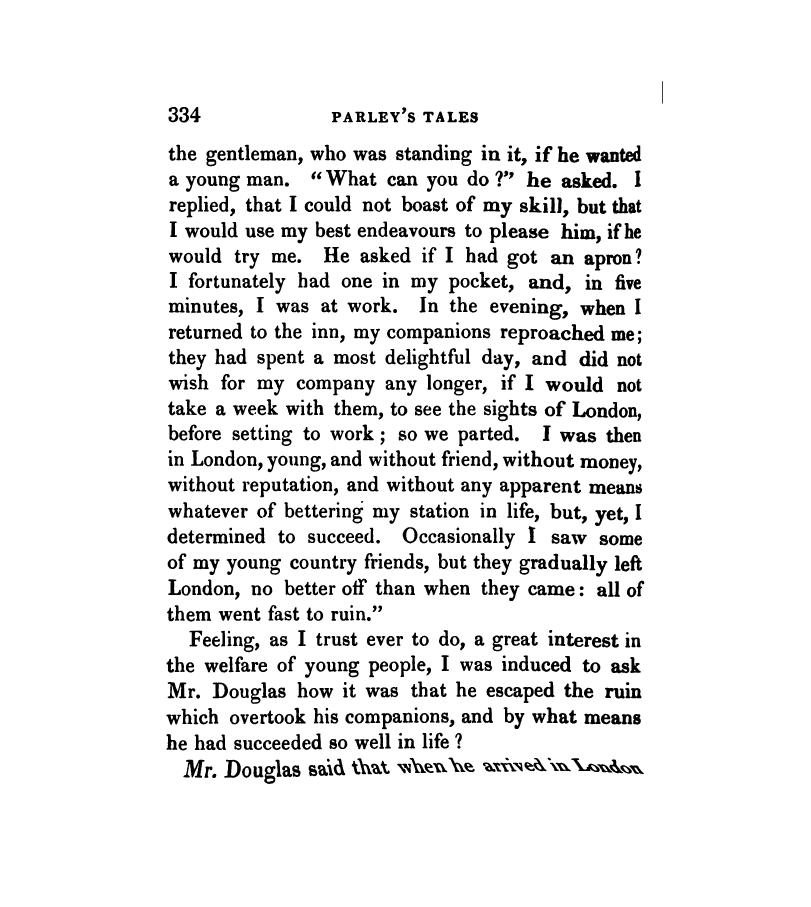 334 PARLEY'S TALES
the gentleman, who was standing in it, if he wanted
a young man. "What can you do?" he asked. I
replied, that I could not boast of my skill, but that
I would use my best endeavours to please him, if he
would try me. He asked if I had got an apron?
I fortunately had one in my pocket, and, in five
minutes, I was at work. In the evening, when I
returned to the inn, my companions reproached me;
they had spent a most delightful day, and did not
wish for my company any longer, if I would not
take a week with them, to see the sights of London,
before setting to work; so we parted. I was then
in London, young, and without friend, without money,
without reputation, and without any apparent means
whatever of bettering my station in life, but, yet, I
determined to succeed. Occasionally I saw some
of my young country friends, but they gradually left
London, no better off than when they came: all of
them went fast to ruin."
Feeling, as I trust ever to do, a great interest in
the welfare of young people, I was induced to ask
Mr. Douglas how it was that he escaped the ruin
which overtook his companions, and by what means
he had succeeded so well in life?
Mr. Douglas said that when he arrived in London